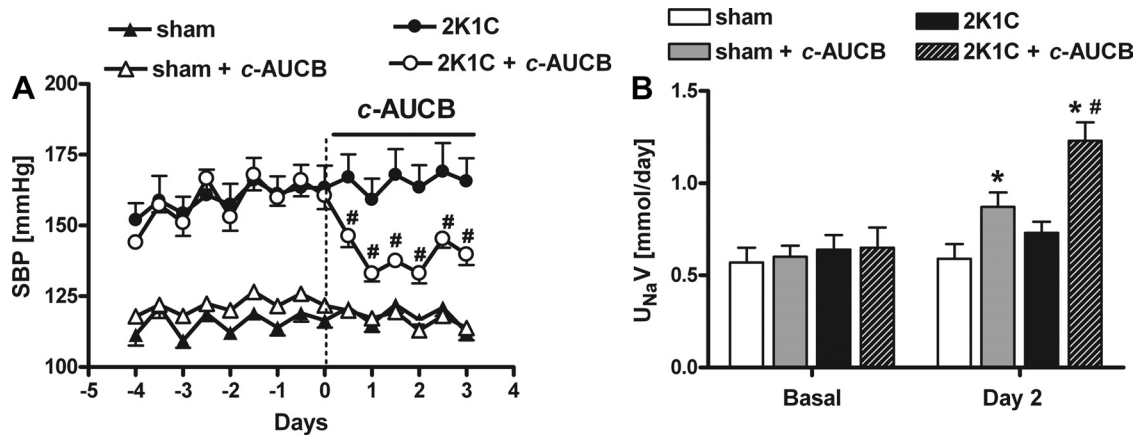 sham
2K1C
sham + c-AUCB
2K1C + c-AUCB
A
SBP [mmHg]
200
175
150
125
100
c-AUCB
# # # # # #
-5 -4 -3 -2 -1 0 1 2 3 4
Days
sham
2K1C
sham + c-AUCB
2K1C + c-AUCB
B
UNaV [mmol/day]
1.5
1.0
0.5
0.0
*
* #
Basal
Day 2